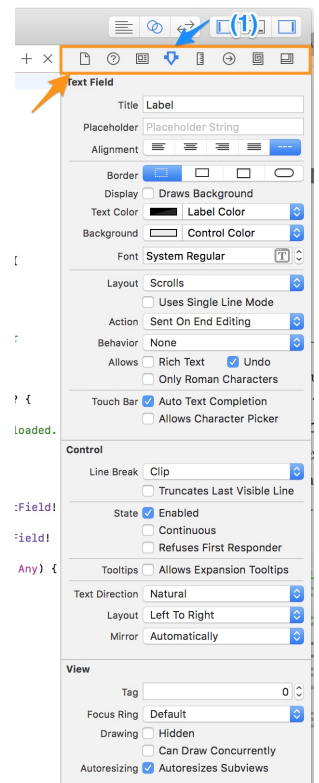 (1)
Text Field
Title Label
Placeholder Placeholder String
Alignment
Border
Display Draws Background
Text Color Label Color
Background Control Color
Font System Regular T
Layout Scrolls
Uses Single Line Mode
Action Sent On End Editing
Behavior None
Allows Rich Text Undo
Only Roman Characters
? {
Touch Bar Auto Text Completion
loaded.
Allows Character Picker
Control
Line Break Clip
Truncates Last Visible Line
:Field!
State Enabled
Continuous
Field!
Refuses First Responder
Any) {
Tooltips Allows Expansion Tooltips
Text Direction Natural
Layout Left To Right
Mirror Automatically
View
Tag 0
Focus Ring Default
Drawing Hidden
Can Draw Concurrently
Autoresizing Autoresizes Subviews